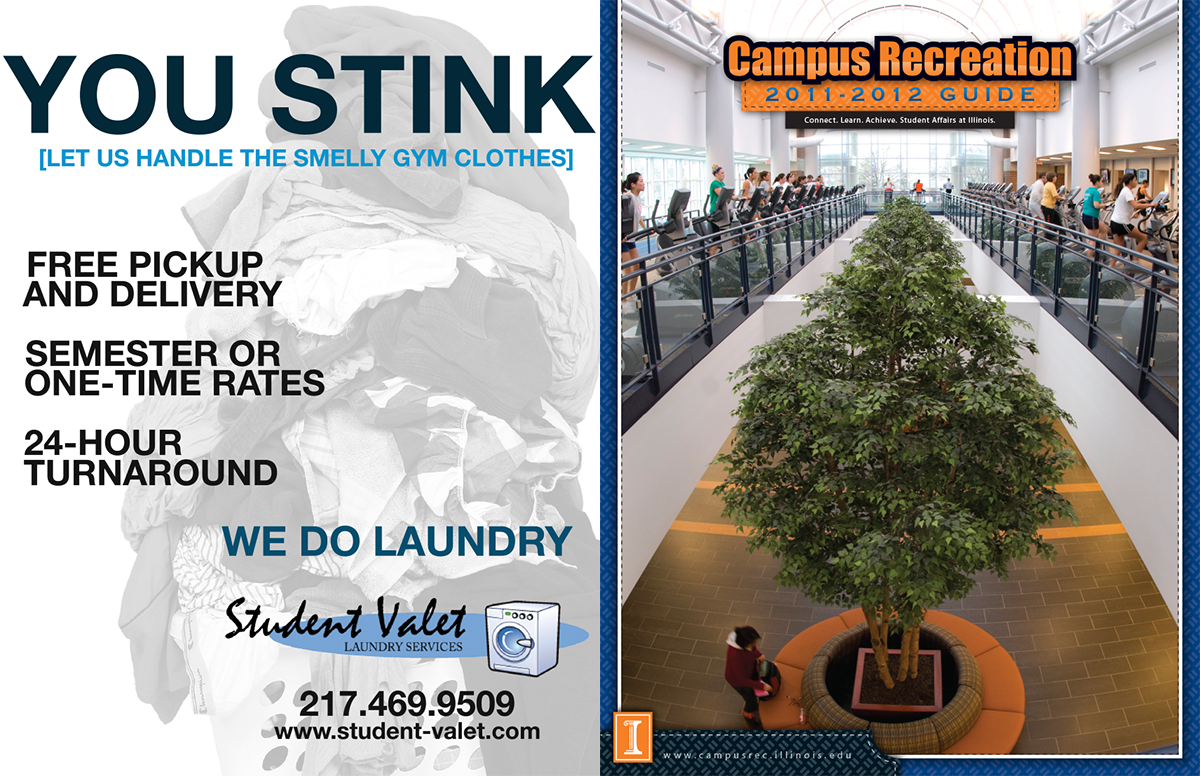 YOU STINK
[LET US HANDLE THE SMELLY GYM CLOTHES]
FREE PICKUP
AND DELIVERY
SEMESTER OR
ONE-TIME RATES
24-HOUR
TURNAROUND
WE DO LAUNDRY
Student Valet
LAUNDRY SERVICES
217.469.9509
www.student-valet.com
Campus Recreation
2011-2012 GUIDE
Connect. Learn. Achieve. Student Affairs at Illinois.
I
www.campusrec.illinois.edu